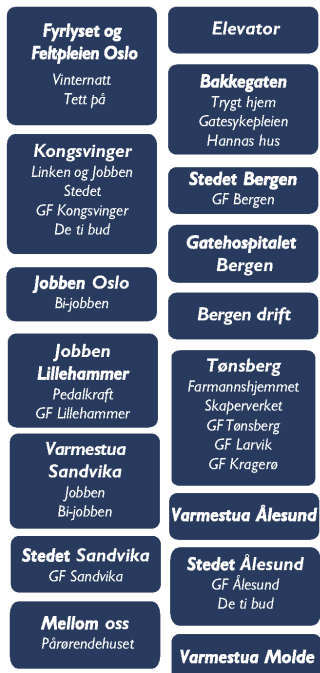 Fyrlyset og
Feltpleien Oslo
Vinternatt
Tett på
Kongsvinger
Linken og Jobben
Stedet
GF Kongsvinger
De ti bud
Jobben Oslo
Bi-jobben
Jobben
Lillehammer
Pedalkraft
GF Lillehammer
Varmestua
Sandvika
Jobben
Bi-jobben
Stedet Sandvika
GF Sandvika
Mellom oss
Pårørendehuset
Elevator
Bakkegaten
Trygt hjem
Gatesykepleien
Hannas hus
Stedet Bergen
GF Bergen
Gatehospitalet
Bergen
Bergen drift
Tønsberg
Farmannshjemmet
Skaperverket
GF Tønsberg
GF Larvik
GF Kragerø
Varmestua Ålesund
Stedet Ålesund
GF Ålesund
De ti bud
Varmestua Molde